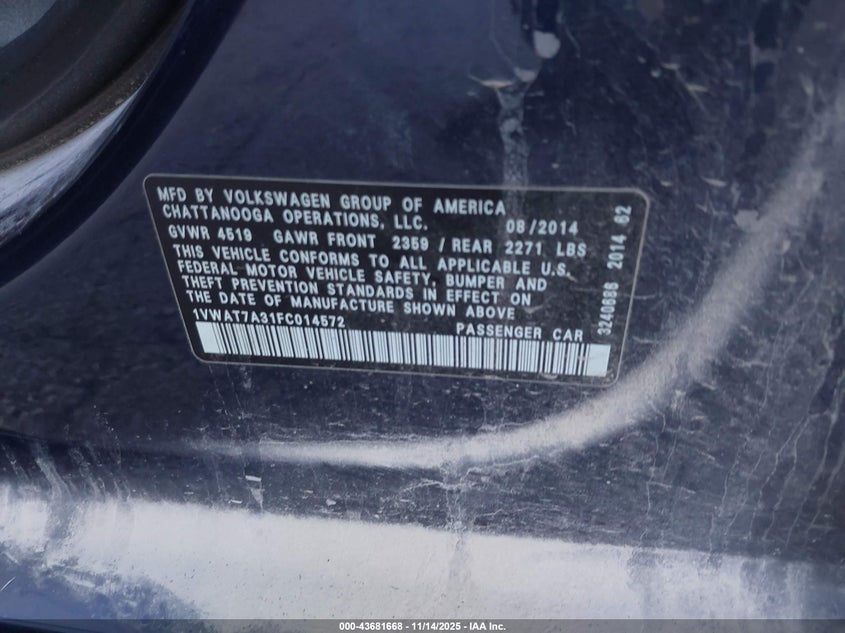 MFD BY VOLKSWAGEN GROUP OF AMERICA
CHATTANOOGA OPERATIONS, LLC. 08/2014
GVWR 4519 GAWR FRONT 2359 / REAR 2271 LBS
THIS VEHICLE CONFORMS TO ALL APPLICABLE U.S.
FEDERAL MOTOR VEHICLE SAFETY, BUMPER AND
THEFT PREVENTION STANDARDS IN EFFECT ON
THE DATE OF MANUFACTURE SHOWN ABOVE
1VWAT7A31FC014572 PASSENGER CAR
3240686 2014 62
000-43681668 - 11/14/2025 - IAA Inc.